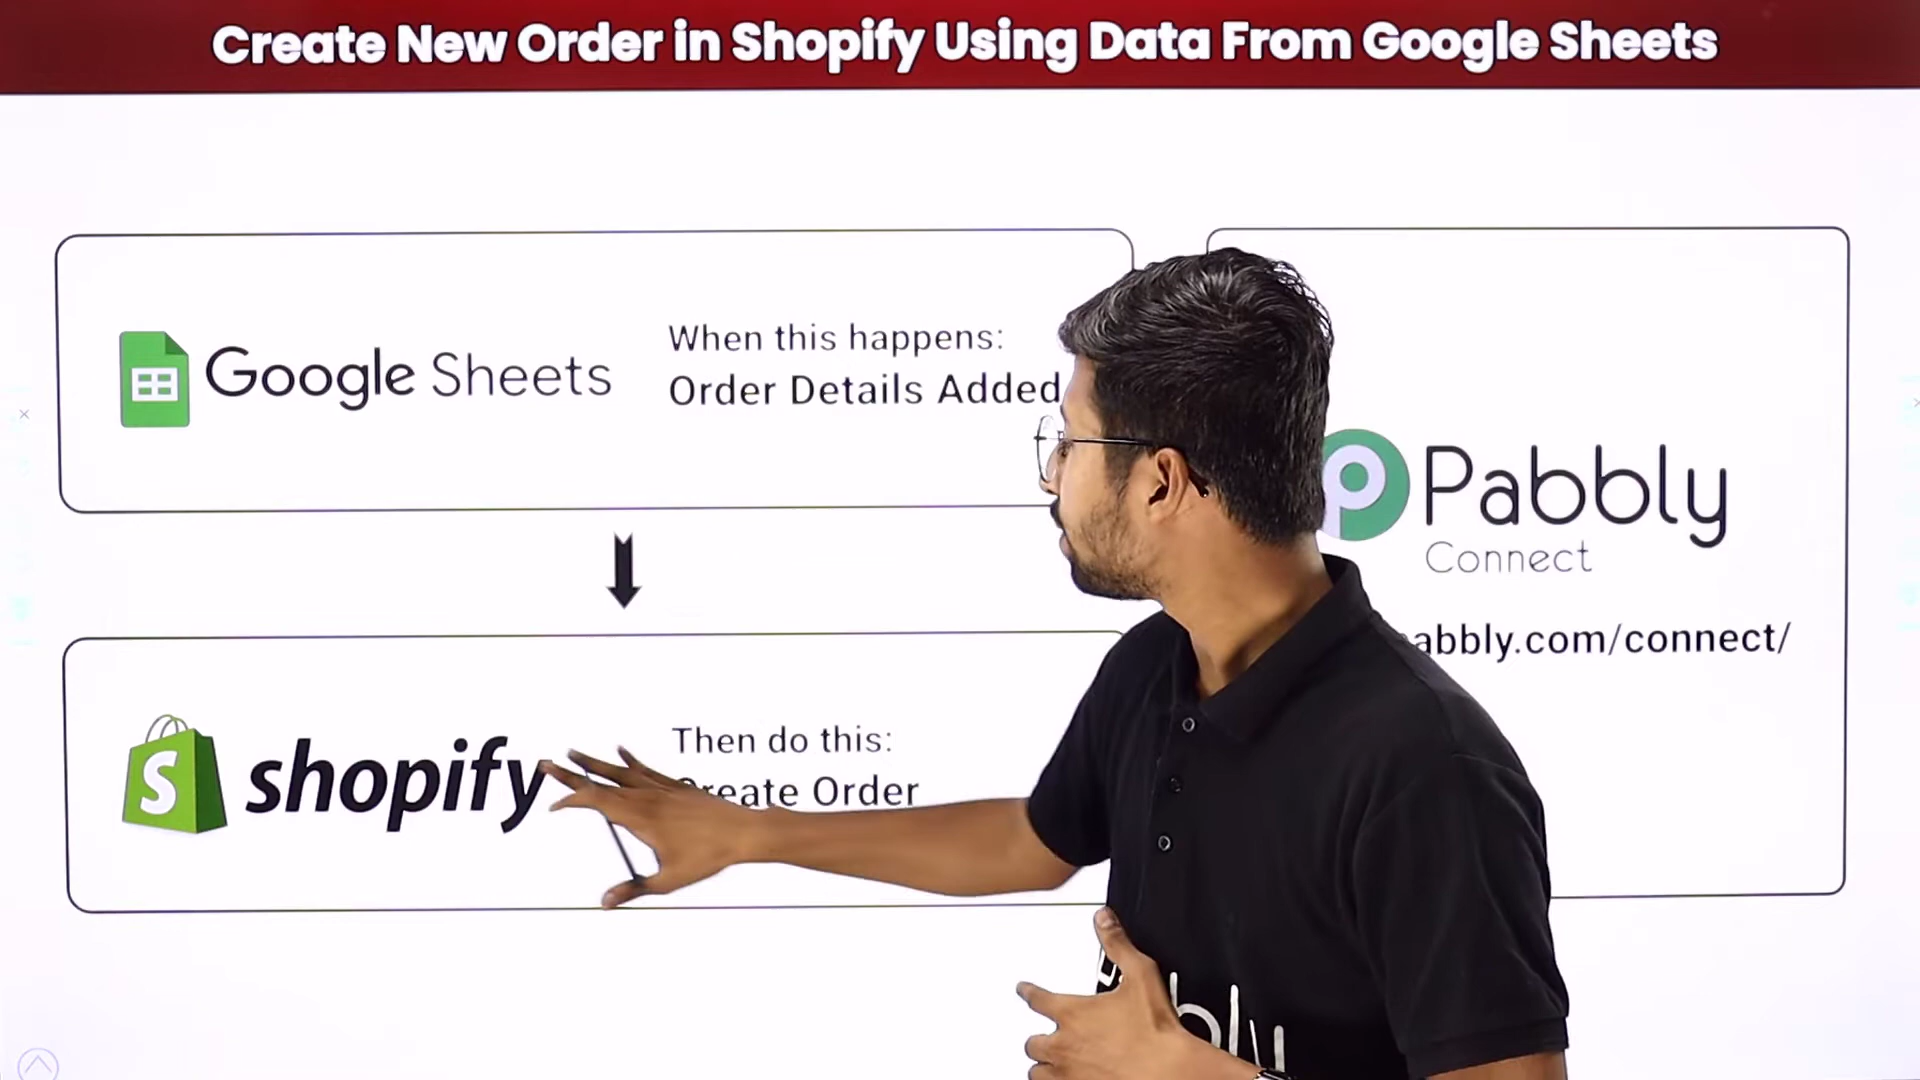 Create New Order in Shopify Using Data From Google Sheets
Google Sheets
When this happens:
Order Details Added
shopify
Then do this:
Create Order
Pabbly
Connect
abbly.com/connect/